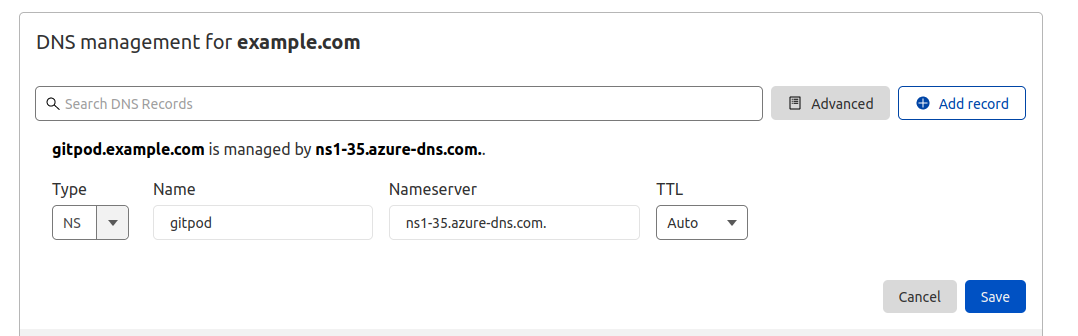 DNS management for example.com
Search DNS Records
Advanced
Add record
gitpod.example.com is managed by ns1-35.azure-dns.com..
Type Name Nameserver TTL
NS gitpod ns1-35.azure-dns.com. Auto
Cancel Save